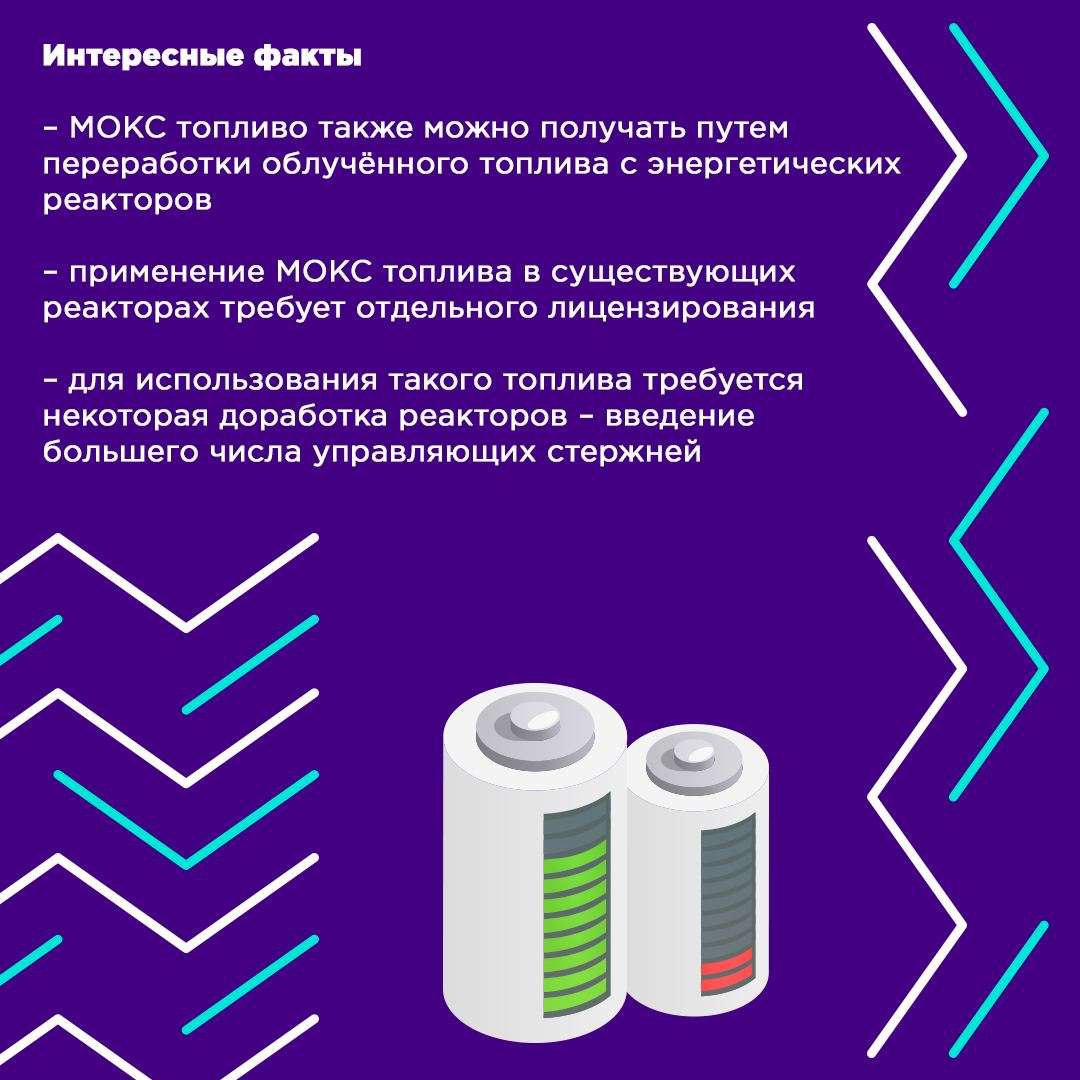 Интересные факты
– МОКС топливо также можно получать путем
переработки облучённого топлива с энергетических
реакторов
– применение МОКС топлива в существующих
реакторах требует отдельного лицензирования
– для использования такого топлива требуется
некоторая доработка реакторов – введение
большего числа управляющих стержней